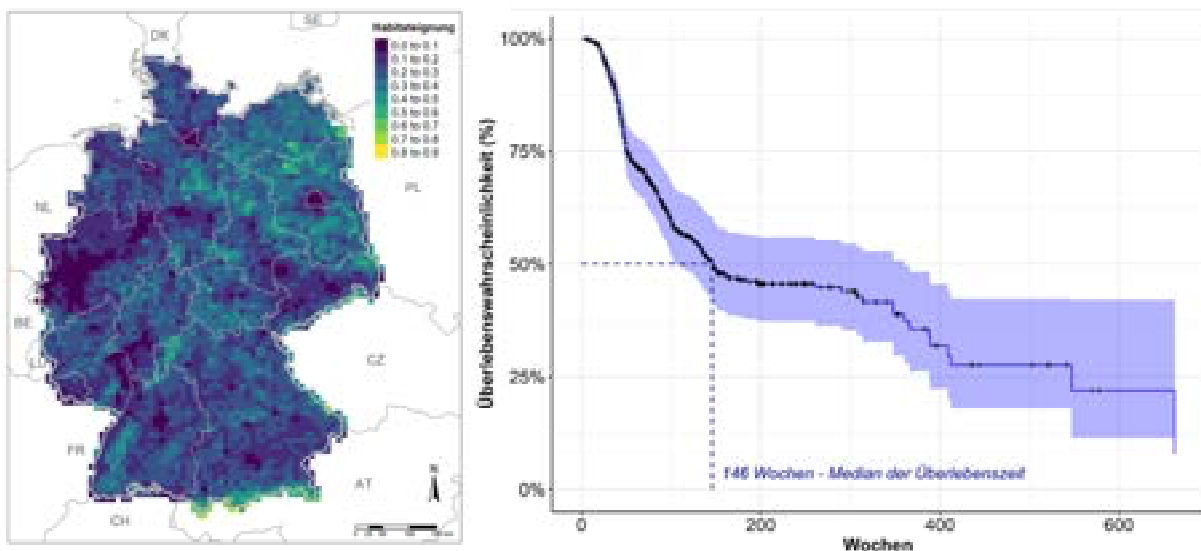 SE
DK
Habitateignung
0.0 to 0.1
0.1 to 0.2
0.2 to 0.3
0.3 to 0.4
0.4 to 0.5
0.5 to 0.6
0.6 to 0.7
0.7 to 0.8
0.8 to 0.9
PL
NL
BE
LU
CZ
FR
AT
CH
N
Überlebenswahrscheinlichkeit (%)
100%
75%
50%
25%
0%
146 Wochen - Median der Überlebenszeit
0
200
400
600
Wochen